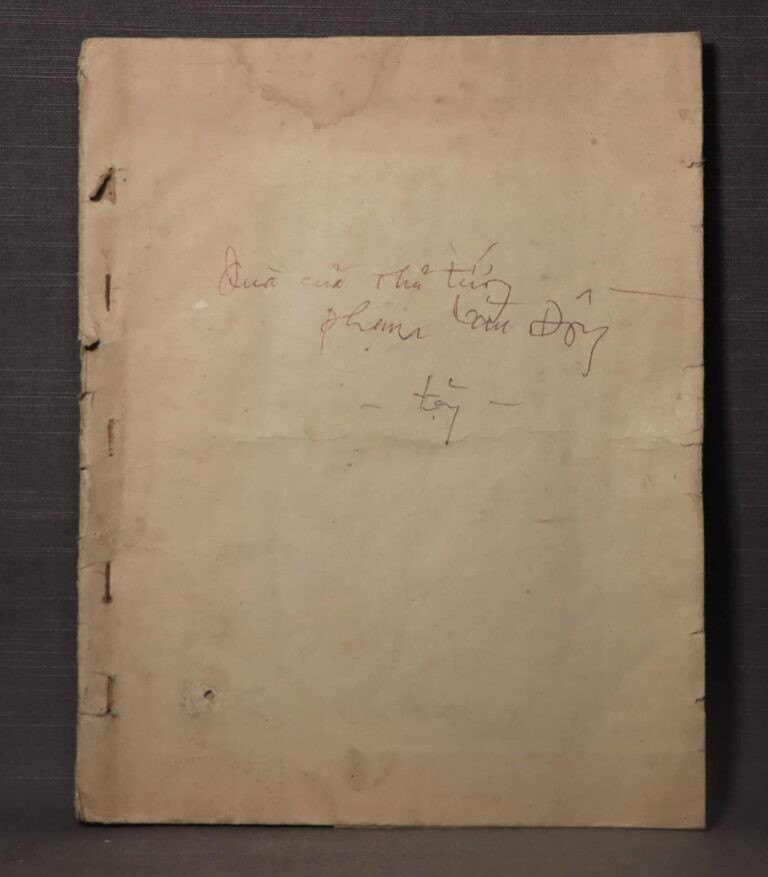 Quà của Thủ tướng —
Phạm Văn Đồng
- tặng -